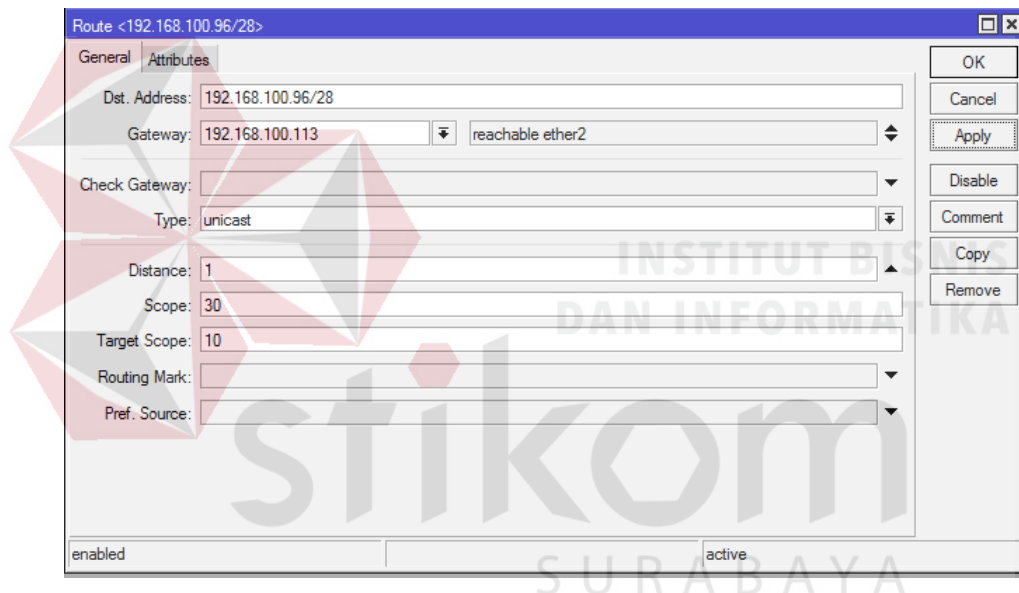 Route <192.168.100.96/28>
General Attributes
Dst. Address: 192.168.100.96/28
Gateway: 192.168.100.113 reachable ether2
Check Gateway:
Type: unicast
Distance: 1
Scope: 30
Target Scope: 10
Routing Mark:
Pref. Source:
OK
Cancel
Apply
Disable
Comment
Copy
Remove
enabled active
INSTITUT BISNIS
DAN INFORMATIKA
stikom
SURABAYA